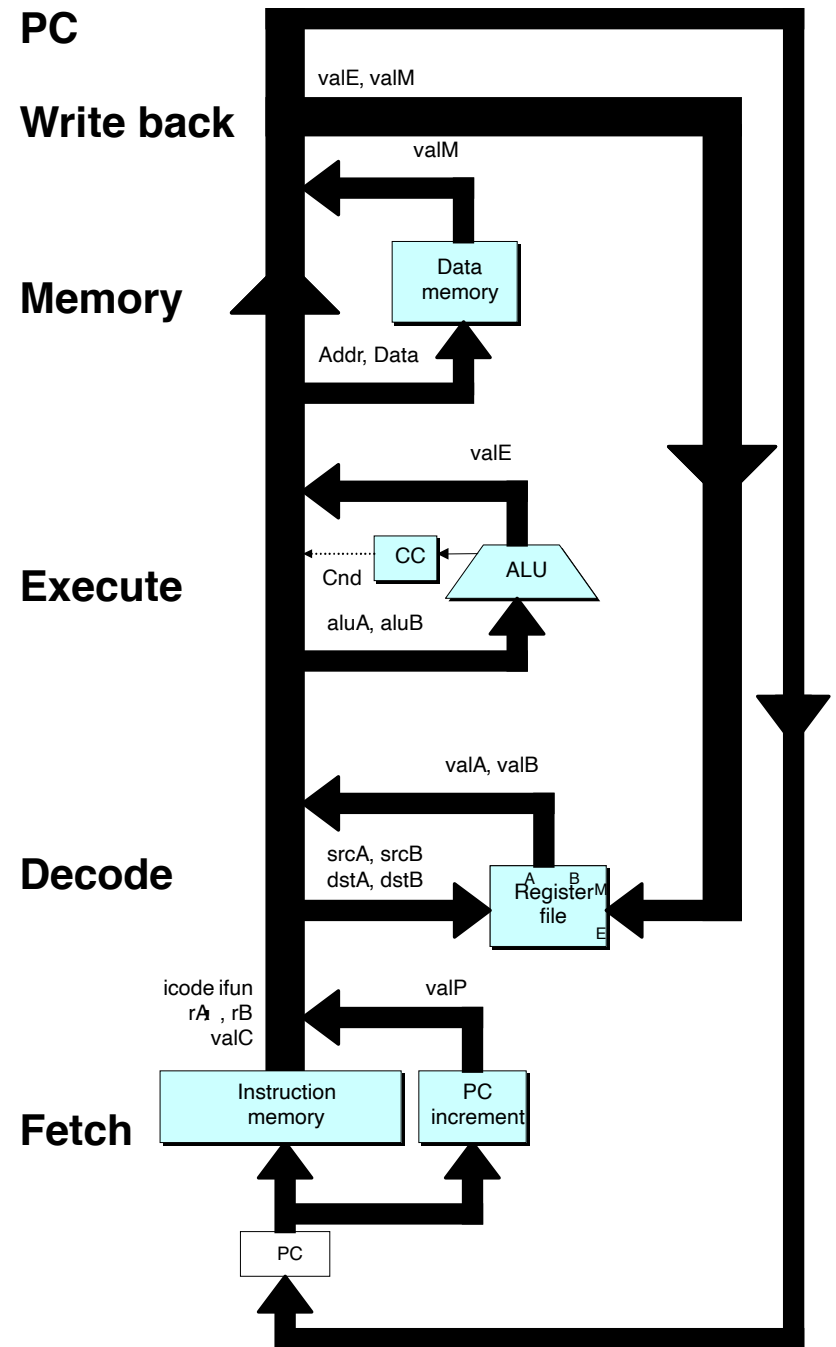 PC
valE, valM
Write back
valM
Data
memory
Memory
Addr, Data
valE
CC
ALU
Cnd
Execute
aluA, aluB
valA, valB
srcA, srcB
dstA, dstB
Decode
A B
Register M
file
E
icode ifun
rA , rB
valC
valP
Instruction
memory
PC
increment
Fetch
PC